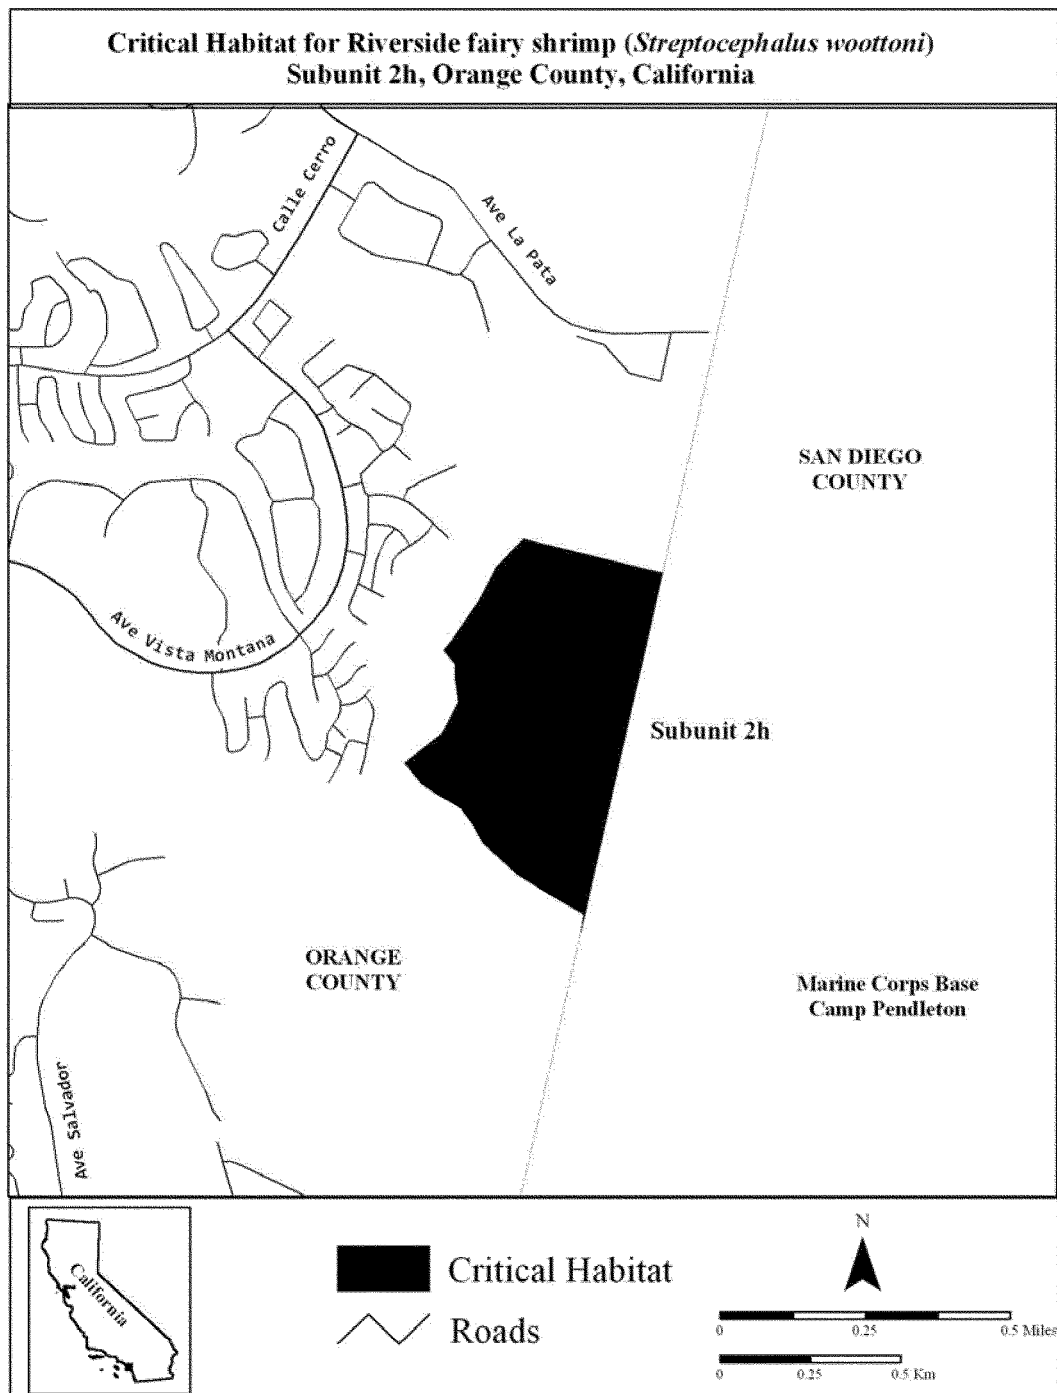 Critical Habitat for Riverside fairy shrimp (Streptocephalus woottoni)
Subunit 2h, Orange County, California
Calle Cerro
Ave La Pata
SAN DIEGO
COUNTY
Ave Vista Montana
Subunit 2h
ORANGE
COUNTY
Marine Corps Base
Camp Pendleton
Ave Salvador
California
Critical Habitat
Roads
N
0 0.25 0.5 Miles
0 0.25 0.5 Km